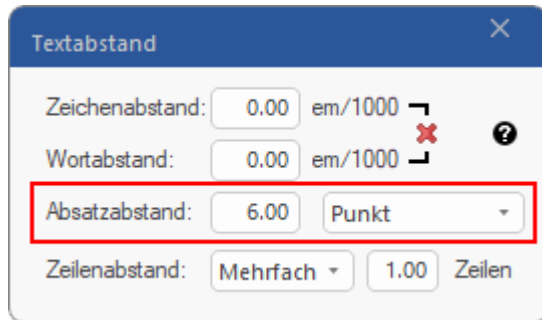 Textabstand
Zeichenabstand: 0.00 em/1000
Wortabstand: 0.00 em/1000
Absatzabstand: 6.00 Punkt
Zeilenabstand: Mehrfach 1.00 Zeilen